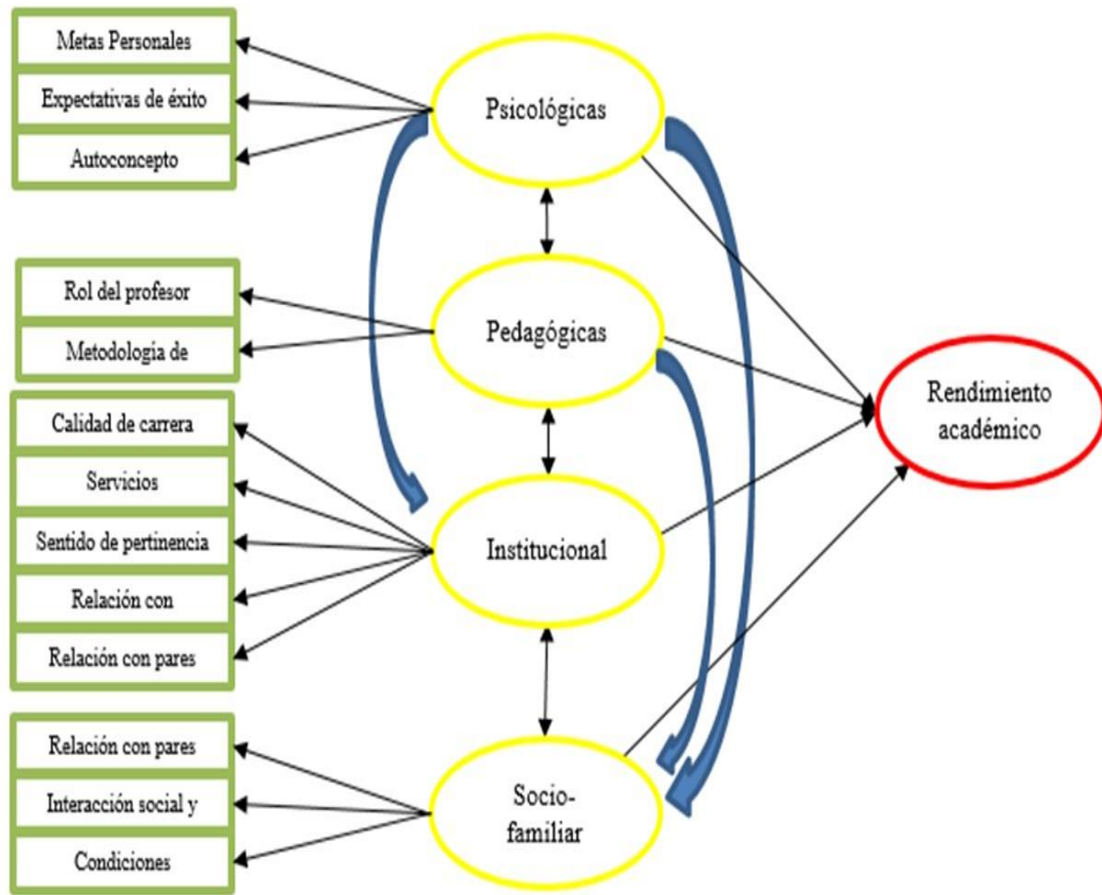 Metas Personales
Expectativas de éxito
Autoconcepto
Rol del profesor
Metodología de
Calidad de carrera
Servicios
Sentido de pertinencia
Relación con
Relación con pares
Relación con pares
Interacción social y
Condiciones
Psicológicas
Pedagógicas
Institucional
Socio-
familiar
Rendimiento
académico